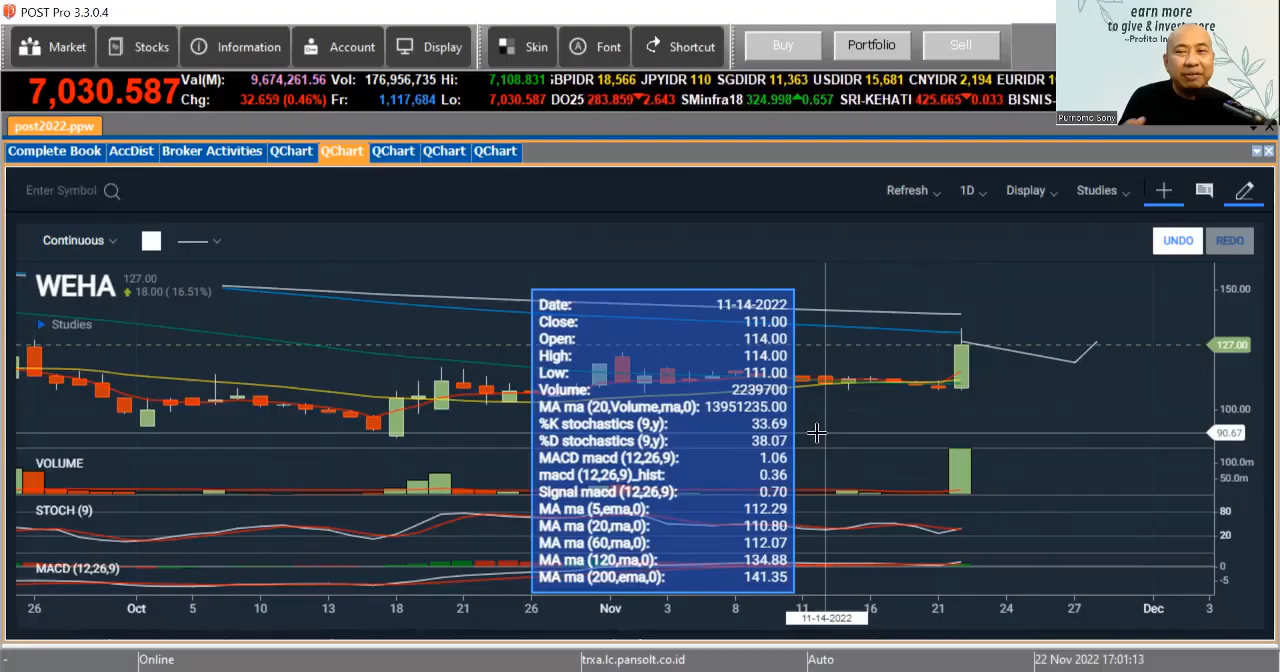 POST Pro 3.3.0.4
earn more
to give & invest more
~Profita In
Market Stocks Information Account Display Skin Font Shortcut Buy Portfolio Sell
7,030.587 Val(M): 9,674,261.56 Vol: 176,956,735 Hi: 7,108.831 iBPIDR 18,566 JPYIDR 110 SGDIDR 11,363 USDIDR 15,681 CNYIDR 2,194 EURIDR
Chg: 32.659 (0.46%) Fr: 1,117,684 Lo: 7,030.587 DO25 283.859 2.643 SMinfra18 324.998 0.657 SRI-KEHATI 425.665 0.033 BISNIS-
Purnomo Sony
post2022.ppw
Complete Book AccDist Broker Activities QChart QChart QChart QChart QChart
Enter Symbol Refresh 1D Display Studies
Continuous UNDO REDO
WEHA 127.00
18.00 (16.51%)
Studies
Date: 11-14-2022
Close: 111.00
Open: 114.00
High: 114.00
Low: 111.00
Volume: 2239700
MA ma (20,Volume,ma,0): 13951235.00
%K stochastics (9,y): 33.69
%D stochastics (9,y): 38.07
MACD macd (12,26,9): 1.06
macd (12,26,9)_hist: 0.36
Signal macd (12,26,9): 0.70
MA ma (5,ema,0): 112.29
MA ma (20,ma,0): 110.80
MA ma (60,ma,0): 112.07
MA ma (120,ma,0): 134.88
MA ma (200,ema,0): 141.35
150.00
127.00
100.00
90.67
VOLUME
100.0m
50.0m
STOCH (9)
80
20
MACD (12,26,9)
0
-5
26 Oct 5 10 13 18 21 26 Nov 3 8 11 16 21 24 27 Dec 3
11-14-2022
- Online trxa.lc.pansolt.co.id Auto 22 Nov 2022 17:01:13